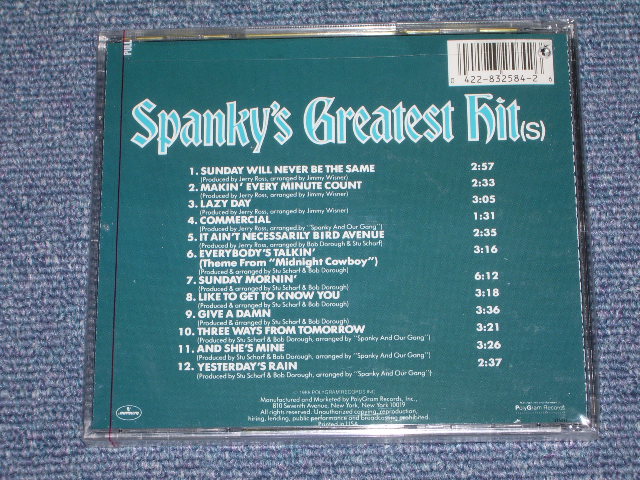 PULL
422-832584-2 6
Spanky's Greatest Hit(s)
1. SUNDAY WILL NEVER BE THE SAME 2:57
(Produced by Jerry Ross, arranged by Jimmy Wisner)
2. MAKIN' EVERY MINUTE COUNT 2:33
(Produced by Jerry Ross, arranged by Jimmy Wisner)
3. LAZY DAY 3:05
(Produced by Jerry Ross, arranged by Jimmy Wisner)
4. COMMERCIAL 1:31
(Produced by Jerry Ross, arranged by "Spanky And Our Gang")
5. IT AIN'T NECESSARILY BIRD AVENUE 2:35
(Produced by Jerry Ross, arranged by Bob Dorough & Stu Scharf)
6. EVERYBODY'S TALKIN' 3:16
(Theme From "Midnight Cowboy")
(Produced & arranged by Stu Scharf & Bob Dorough)
7. SUNDAY MORNIN' 6:12
(Produced & arranged by Stu Scharf & Bob Dorough)
8. LIKE TO GET TO KNOW YOU 3:18
(Produced & arranged by Stu Scharf & Bob Dorough)
9. GIVE A DAMN 3:36
(Produced & arranged by Stu Scharf & Bob Dorough)
10. THREE WAYS FROM TOMORROW 3:21
(Produced by Stu Scharf & Bob Dorough, arranged by "Spanky And Our Gang")
11. AND SHE'S MINE 3:26
(Produced by Stu Scharf & Bob Dorough, arranged by "Spanky And Our Gang")
12. YESTERDAY'S RAIN 2:37
(Produced by Stu Scharf & Bob Dorough, arranged by "Spanky And Our Gang")
POLYGRAM RECORDS INC.
Manufactured and Marketed by PolyGram Records, Inc.,
810 Seventh Avenue, New York, New York 10019
All rights reserved. Unauthorized copying, reproduction,
hiring, lending, public performance and broadcasting prohibited.
Printed in U.S.A.
mercury
PolyGram Records